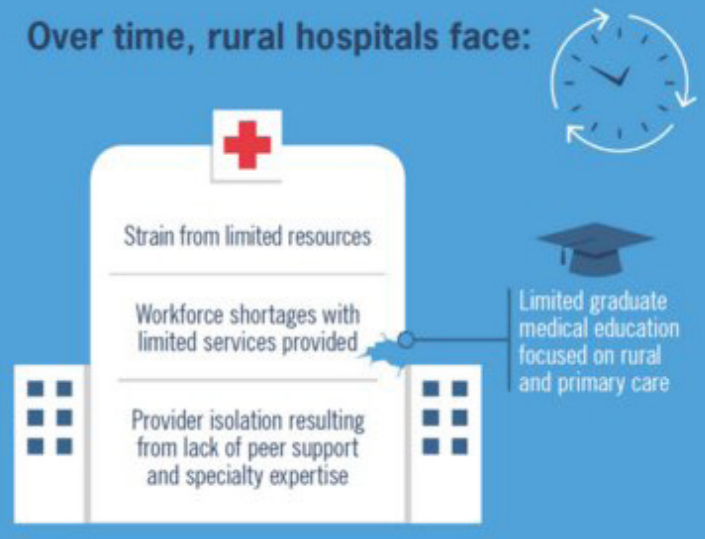 Over time, rural hospitals face:
Strain from limited resources
Workforce shortages with
limited services provided
Limited graduate
medical education
focused on rural
and primary care
Provider isolation resulting
from lack of peer support
and specialty expertise